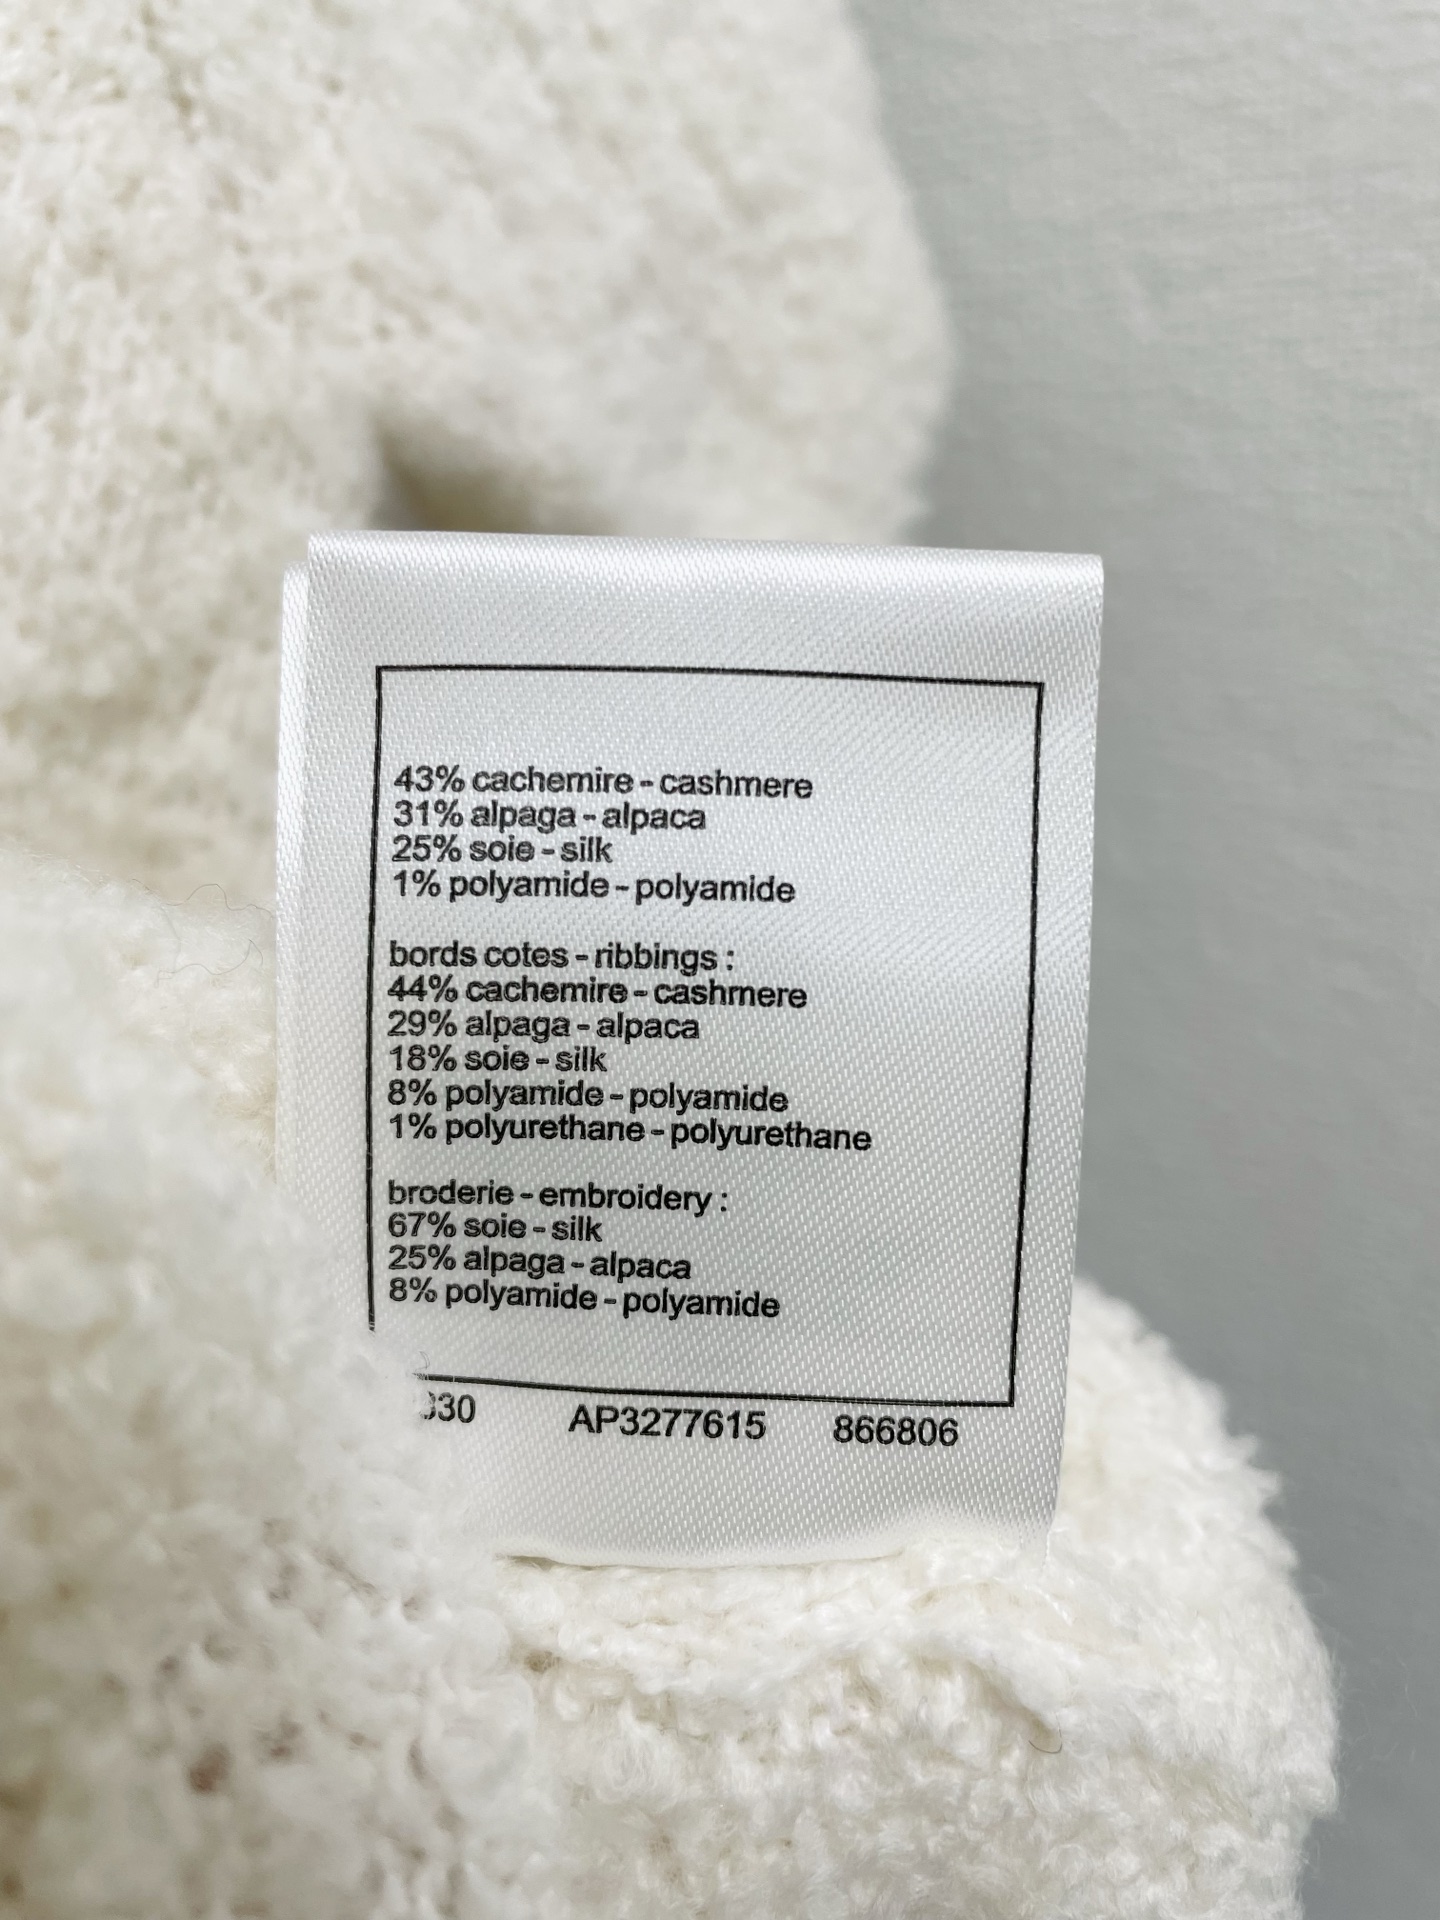 43% cachemire - cashmere
31% alpaga - alpaca
25% soie - silk
1% polyamide - polyamide
bords cotes - ribbings :
44% cachemire - cashmere
29% alpaga - alpaca
18% soie - silk
8% polyamide - polyamide
1% polyurethane - polyurethane
broderie - embroidery :
67% soie - silk
25% alpaga - alpaca
8% polyamide - polyamide
AP3277615 866806